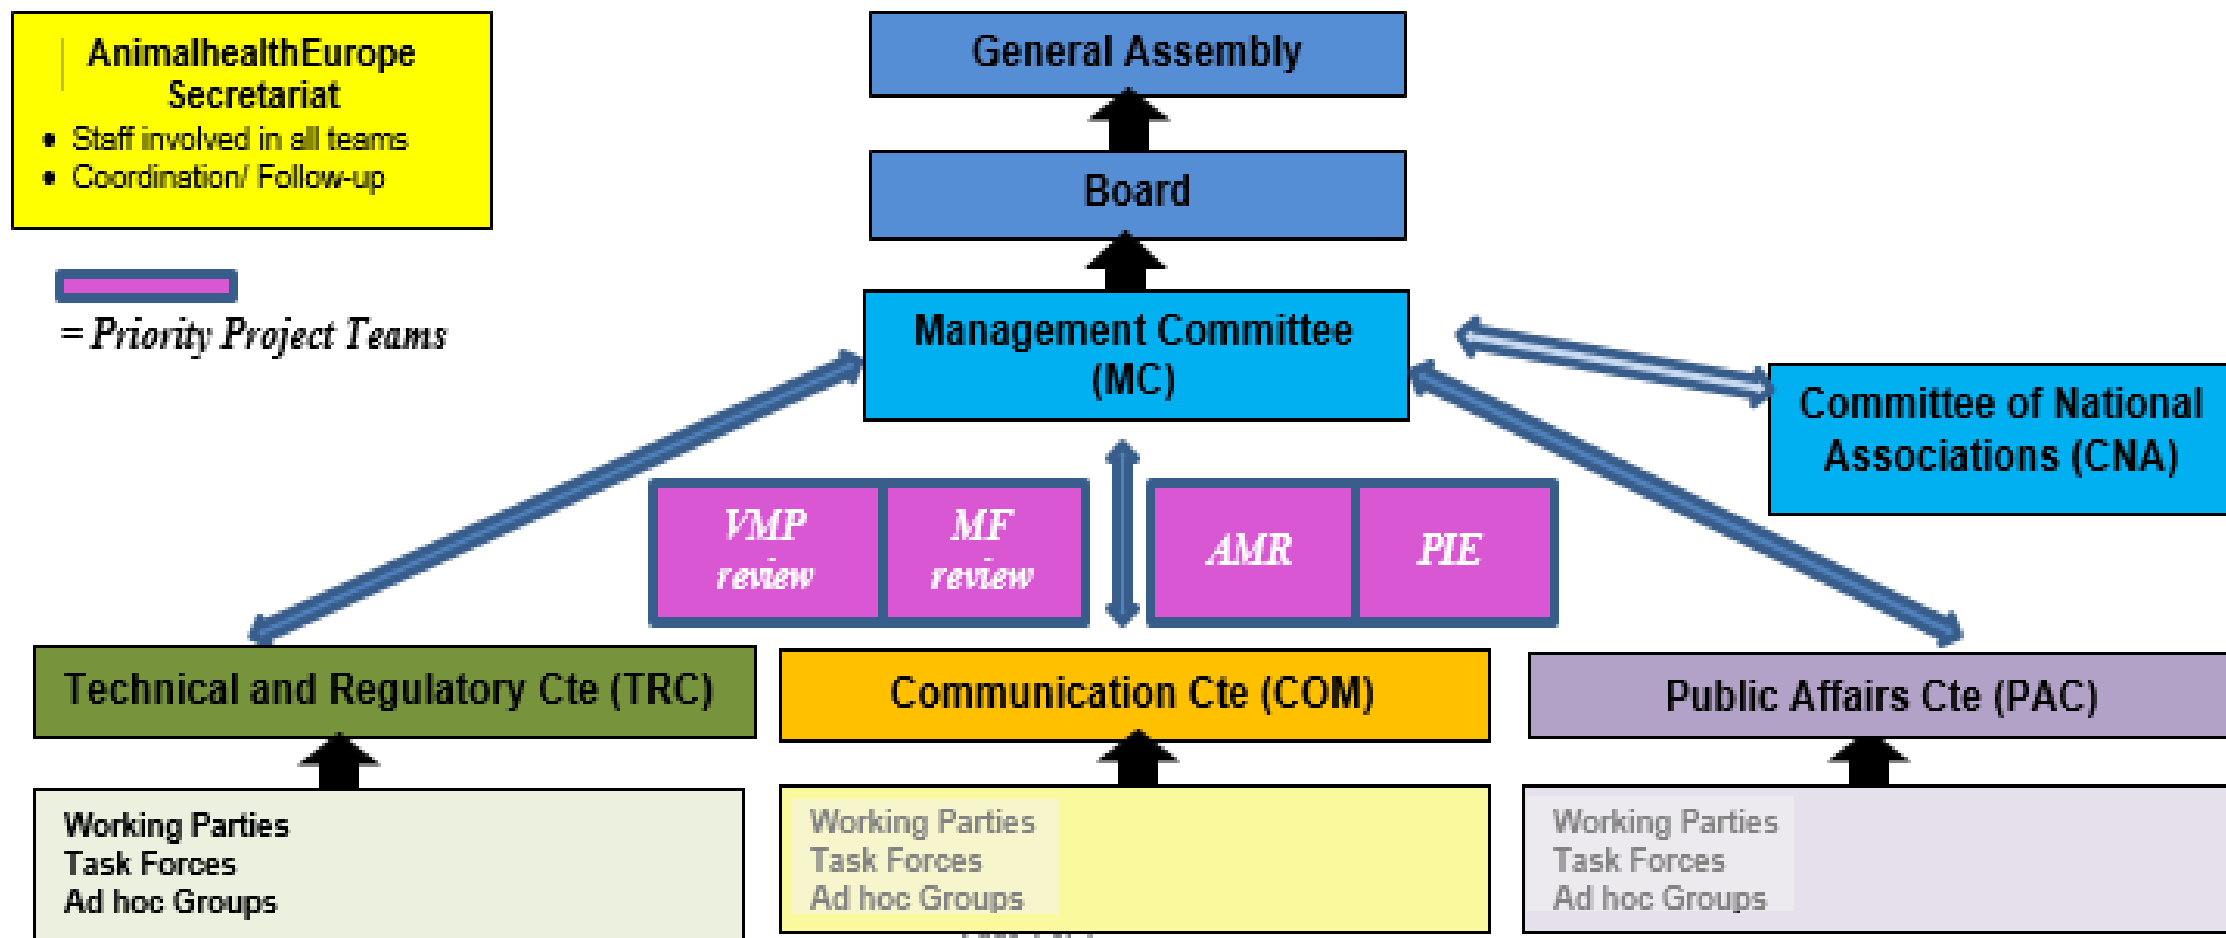 AnimalhealthEurope
Secretariat
• Staff involved in all teams
• Coordination/ Follow-up
= Priority Project Teams
General Assembly
Board
Management Committee
(MC)
Committee of National
Associations (CNA)
VMP
review
MF
review
AMR
PIE
Technical and Regulatory Cte (TRC)
Communication Cte (COM)
Public Affairs Cte (PAC)
Working Parties
Task Forces
Ad hoc Groups
Working Parties
Task Forces
Ad hoc Groups
Working Parties
Task Forces
Ad hoc Groups